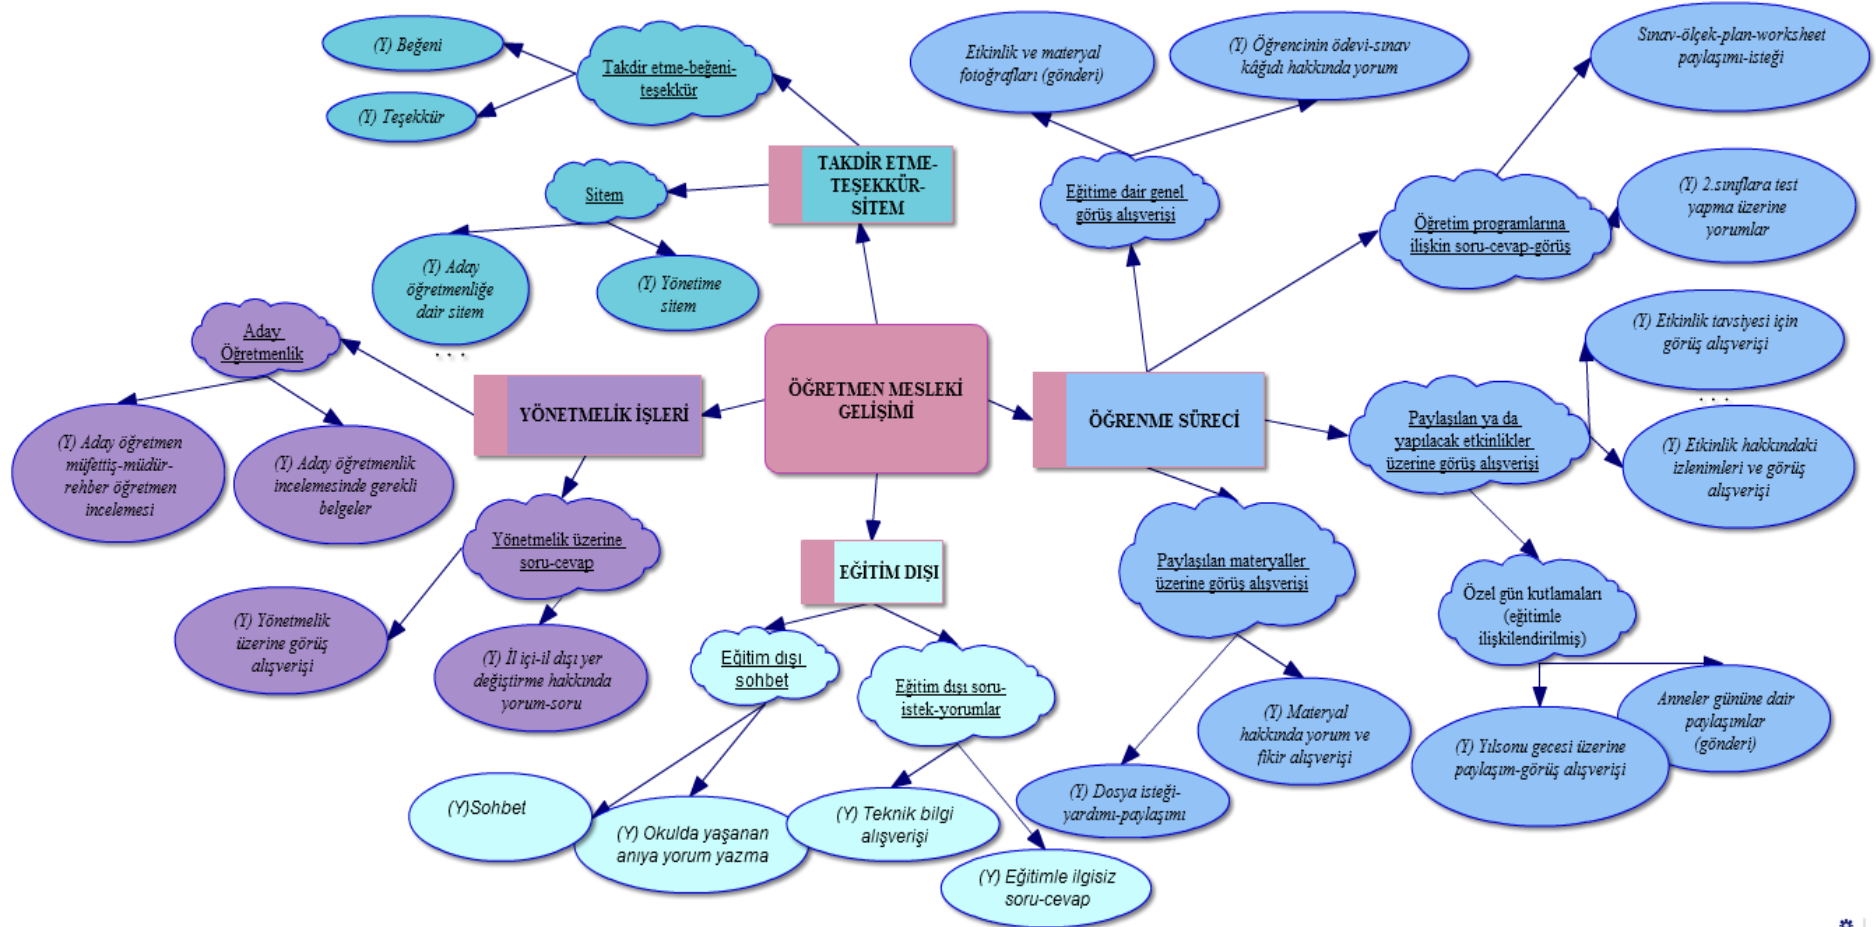 (Y) Beğeni
(Y) Teşekkür
Takdir etme-beğeni-
teşekkür
TAKDİR ETME-
TEŞEKKÜR-
SİTEM
Sitem
(Y) Aday
öğretmenliğe
dair sitem
. . .
(Y) Yönetime
sitem
Etkinlik ve materyal
fotoğrafları (gönderi)
(Y) Öğrencinin ödevi-sınav
kâğıdı hakkında yorum
Eğitime dair genel
görüş alışverişi
Sınav-ölçek-plan-worksheet
paylaşımı-isteği
(Y) 2.sınıflara test
yapma üzerine
yorumlar
Öğretim programlarına
ilişkin soru-cevap-görüş
Aday
Öğretmenlik
(Y) Aday öğretmen
müfettiş-müdür-
rehber öğretmen
incelemesi
(Y) Aday öğretmenlik
incelemesinde gerekli
belgeler
YÖNETMELİK İŞLERİ
ÖĞRETMEN MESLEKİ
GELİŞİMİ
ÖĞRENME SÜRECİ
(Y) Etkinlik tavsiyesi için
görüş alışverişi
. . .
Paylaşılan ya da
yapılacak etkinlikler
üzerine görüş alışverişi
(Y) Etkinlik hakkındaki
izlenimleri ve görüş
alışverişi
Yönetmelik üzerine
soru-cevap
(Y) Yönetmelik
üzerine görüş
alışverişi
(Y) İl içi-il dışı yer
değiştirme hakkında
yorum-soru
EĞİTİM DIŞI
Eğitim dışı
sohbet
Eğitim dışı soru-
istek-yorumlar
(Y)Sohbet
(Y) Okulda yaşanan
anıya yorum yazma
(Y) Teknik bilgi
alışverişi
(Y) Eğitimle ilgisiz
soru-cevap
Paylaşılan materyaller
üzerine görüş alışverişi
(Y) Dosya isteği-
yardımı-paylaşımı
(Y) Materyal
hakkında yorum ve
fikir alışverişi
Özel gün kutlamaları
(eğitimle
ilişkilendirilmiş)
(Y) Yılsonu gecesi üzerine
paylaşım-görüş alışverişi
Anneler gününe dair
paylaşımlar
(gönderi)